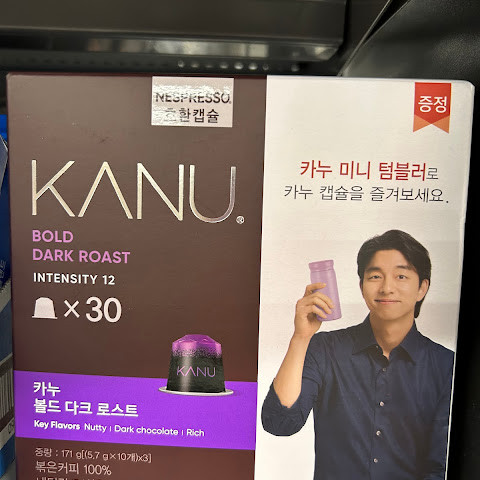 NESPRESSO
호환캡슐
증정
KANU®
카누 미니 텀블러로
카누 캡슐을 즐겨보세요.
BOLD
DARK ROAST
INTENSITY 12
× 30
KANU
카누
볼드 다크 로스트
Key Flavors Nutty | Dark chocolate | Rich
중량 : 171 g[(5.7 g×10개)x3]
볶은커피 100%